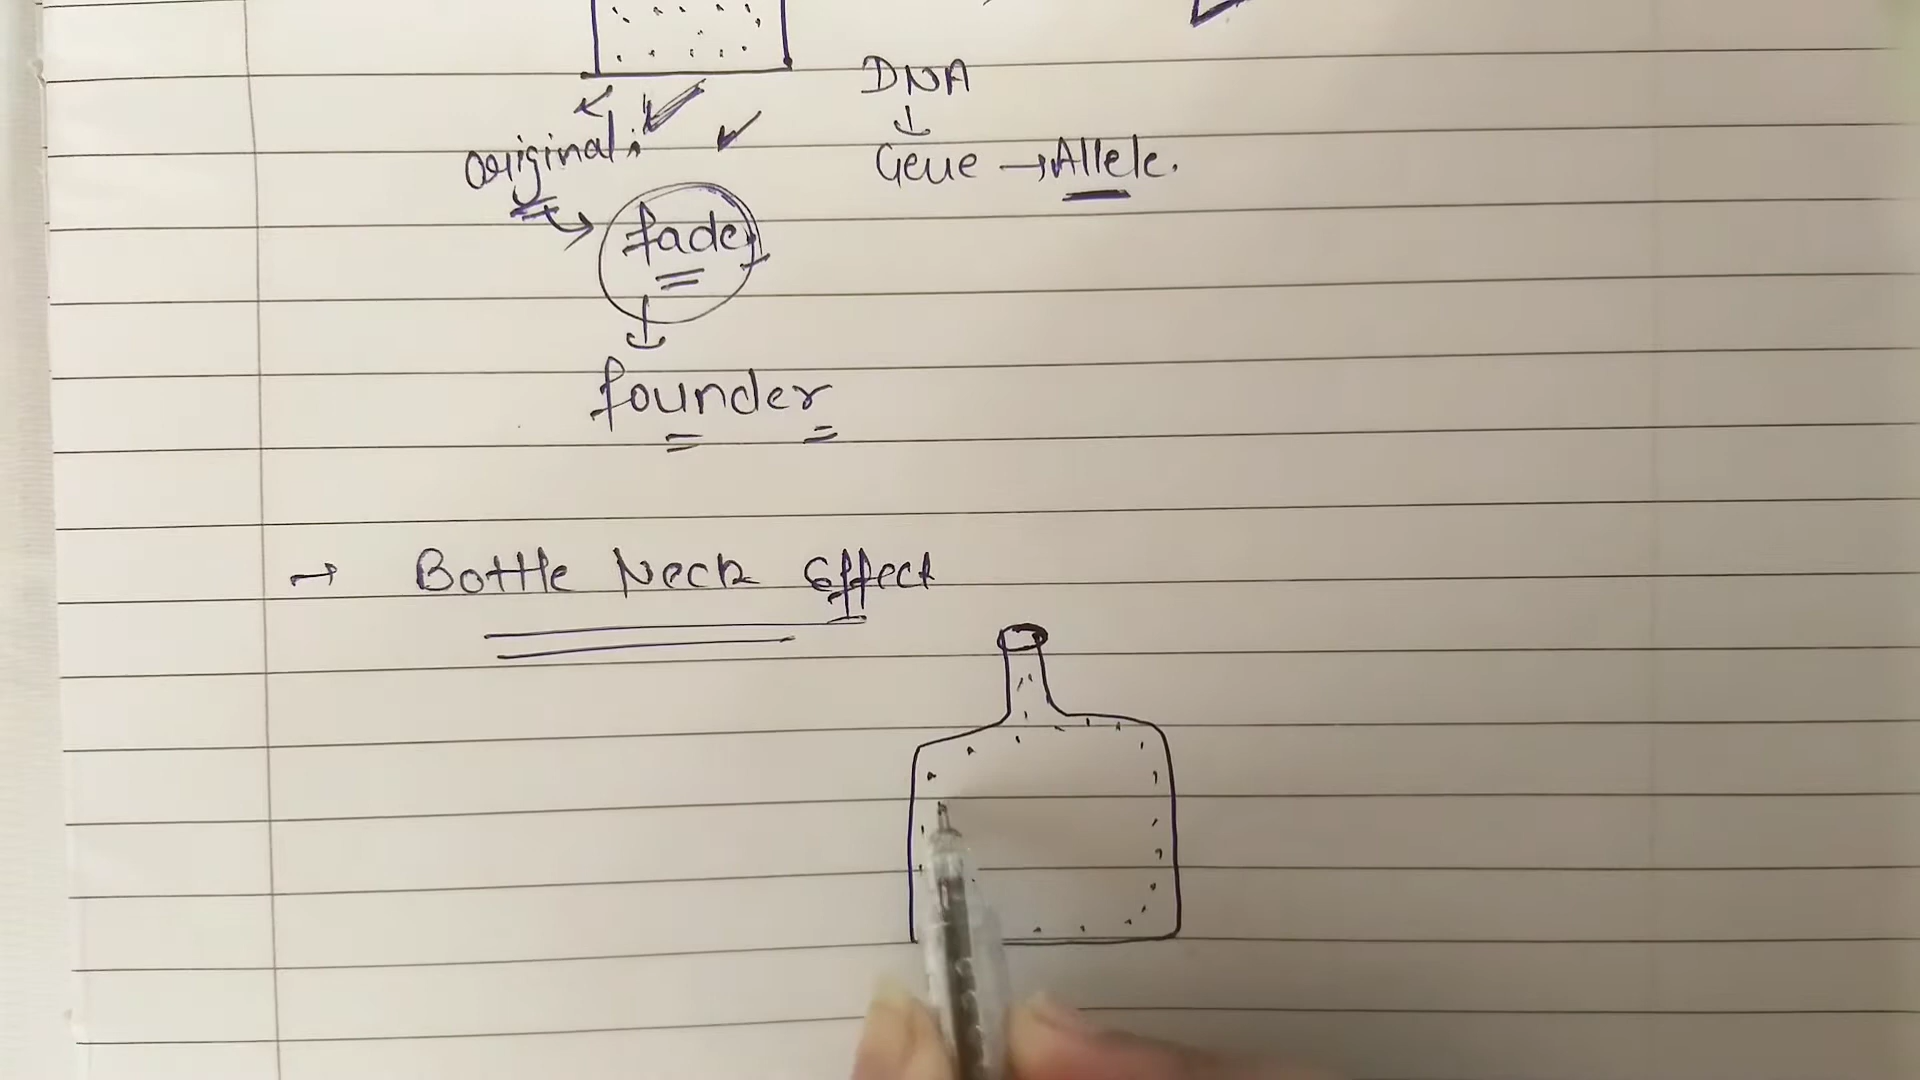 DNA
Original:
Gene → Allele.
fade
founder
→ Bottle Neck Effect